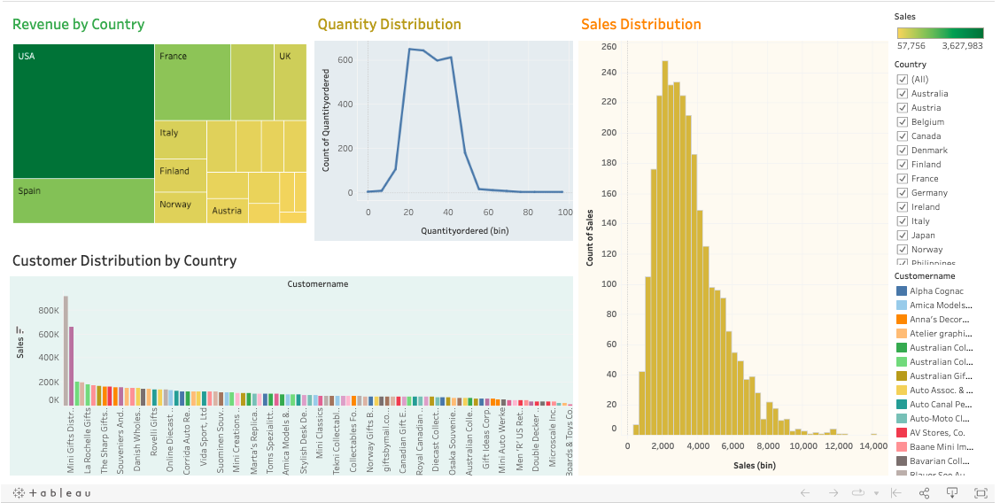 Revenue by Country
USA
France
UK
Italy
Finland
Norway
Austria
Spain
Quantity Distribution
Count of Quantityordered
600
400
200
0
0 20 40 60 80 100
Quantityordered (bin)
Sales Distribution
Count of Sales
260
240
220
200
180
160
140
120
100
80
60
40
20
0
0 2,000 4,000 6,000 8,000 10,000 12,000 14,000
Sales (bin)
Sales
57,756 3,627,983
Country
(All)
Australia
Austria
Belgium
Canada
Denmark
Finland
France
Germany
Ireland
Italy
Japan
Norway
Philippines
Customername
Alpha Cognac
Amica Models...
Anna's Decor...
Atelier graphi...
Australian Col...
Australian Col...
Australian Gif...
Auto Assoc. & ...
Auto Canal Pe...
Auto-Moto Cl...
AV Stores, Co.
Baane Mini Im...
Bavarian Coll...
Blauer See Au...
Customer Distribution by Country
Customername
Sales
800K
600K
400K
200K
0K
Mini Gifts Distr..
La Rochelle Gifts
The Sharp Gifts..
Souveniers And..
Danish Wholes..
Rovelli Gifts
Online Diecast ..
Corrida Auto Re..
Vida Sport, Ltd
Suominen Souv..
Mini Creations ..
Marta's Replica..
Toms Spezialitt..
Amica Models &..
Stylish Desk De..
Mini Classics
Tekni Collectabl..
Collectables Fo..
Norway Gifts B..
giftsbymail.co...
Canadian Gift E..
Royal Canadian ..
Diecast Collect..
Osaka Souvenie..
Australian Colle..
Gift Ideas Corp.
Mini Auto Werke
Men 'R' US Ret..
Double Decker ..
Microscale Inc.
Boards & Toys Co.
+ a b | e a u